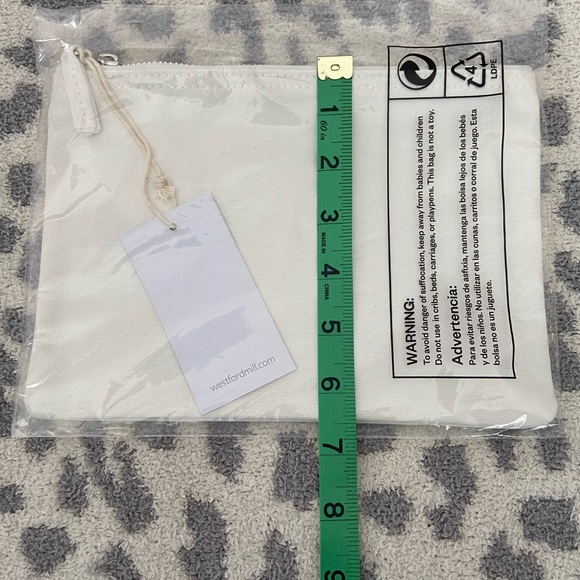 0
1
60 in.
2
3
MADE IN
4
CHINA
5
6
7
8
9
westfordmill.com
4
LDPE
WARNING:
To avoid danger of suffocation, keep away from babies and children
Do not use in cribs, beds, carriages, or playpens. This bag is not a toy.
Advertencia:
Para evitar riesgos de asfixia, mantenga las bolsa lejos de los bebés
y de los niños. No utilizar en las cunas, carritos o corral de juego. Esta
bolsa no es un juguete.